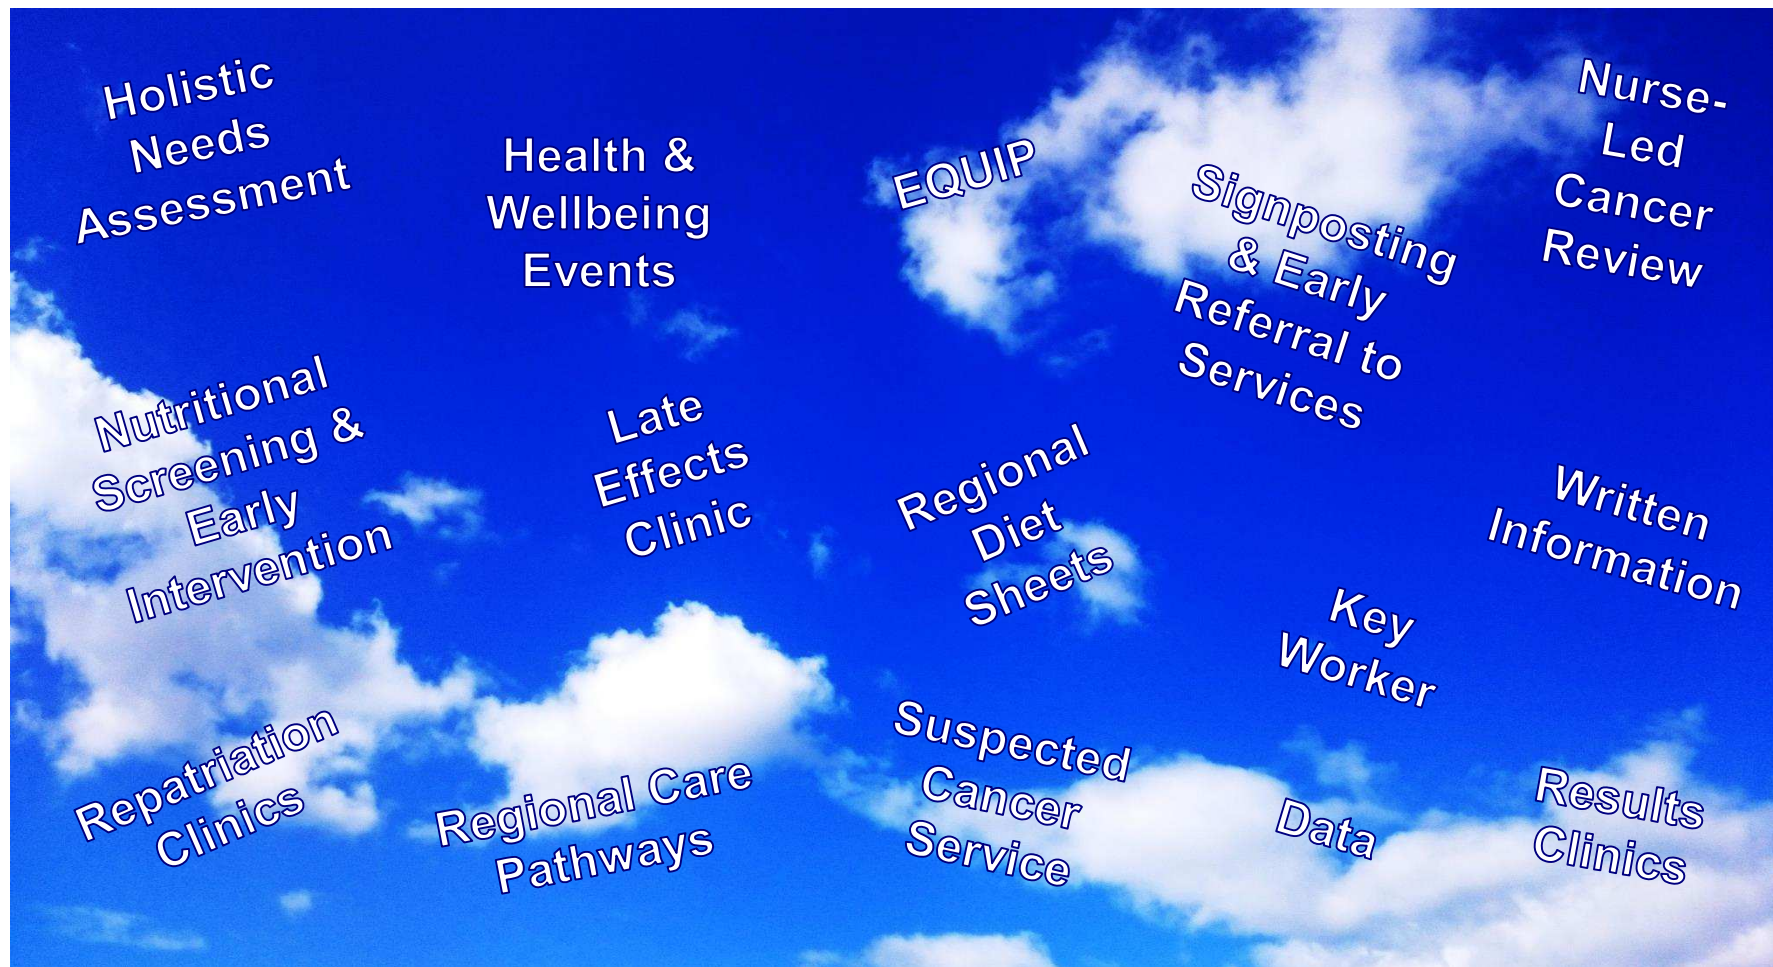 Holistic
Needs
Assessment
Health &
Wellbeing
Events
EQUIP
Signposting
& Early
Referral to
Services
Nurse-
Led
Cancer
Review
Nutritional
Screening &
Early
Intervention
Late
Effects
Clinic
Regional
Diet
Sheets
Written
Information
Key
Worker
Repatriation
Clinics
Regional Care
Pathways
Suspected
Cancer
Service
Data
Results
Clinics